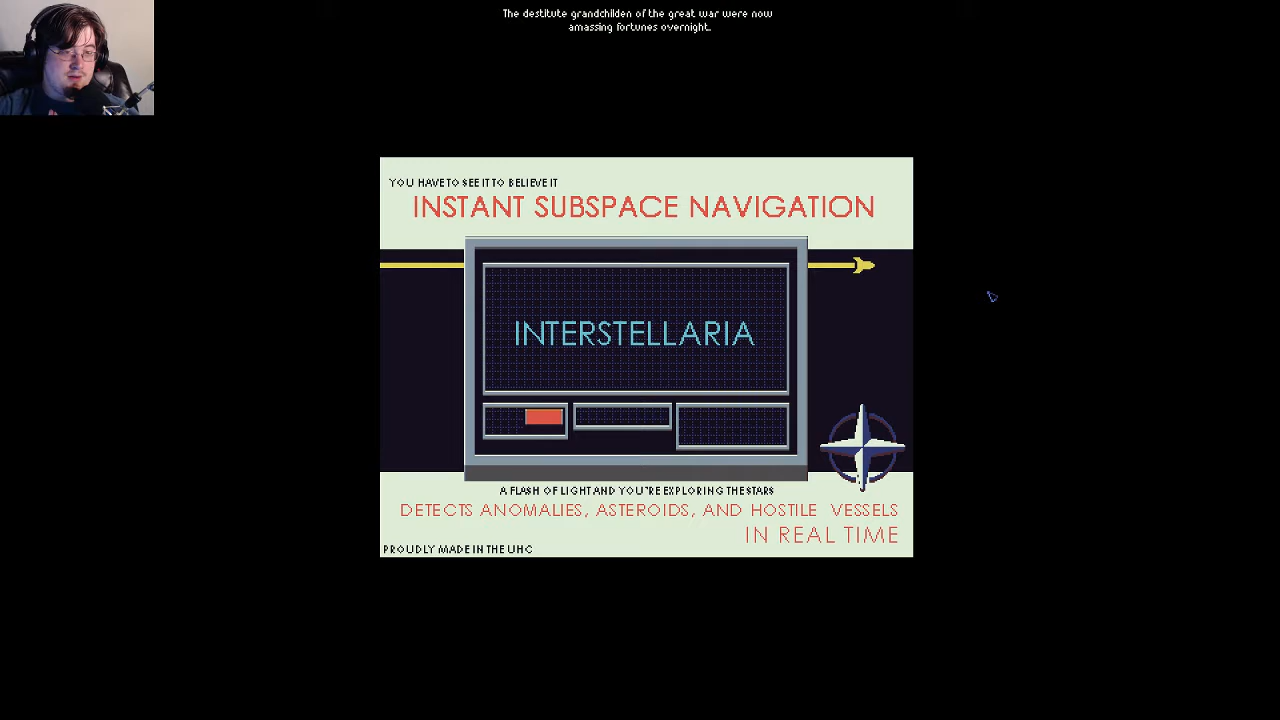 The destitute grandchilden of the great war were now
amassing fortunes overnight.
YOU HAVE TO SEE IT TO BELIEVE IT
INSTANT SUBSPACE NAVIGATION
INTERSTELLARIA
A FLASH OF LIGHT AND YOU'RE EXPLORING THE STARS
DETECTS ANOMALIES, ASTEROIDS, AND HOSTILE VESSELS
IN REAL TIME
PROUDLY MADE IN THE UHC